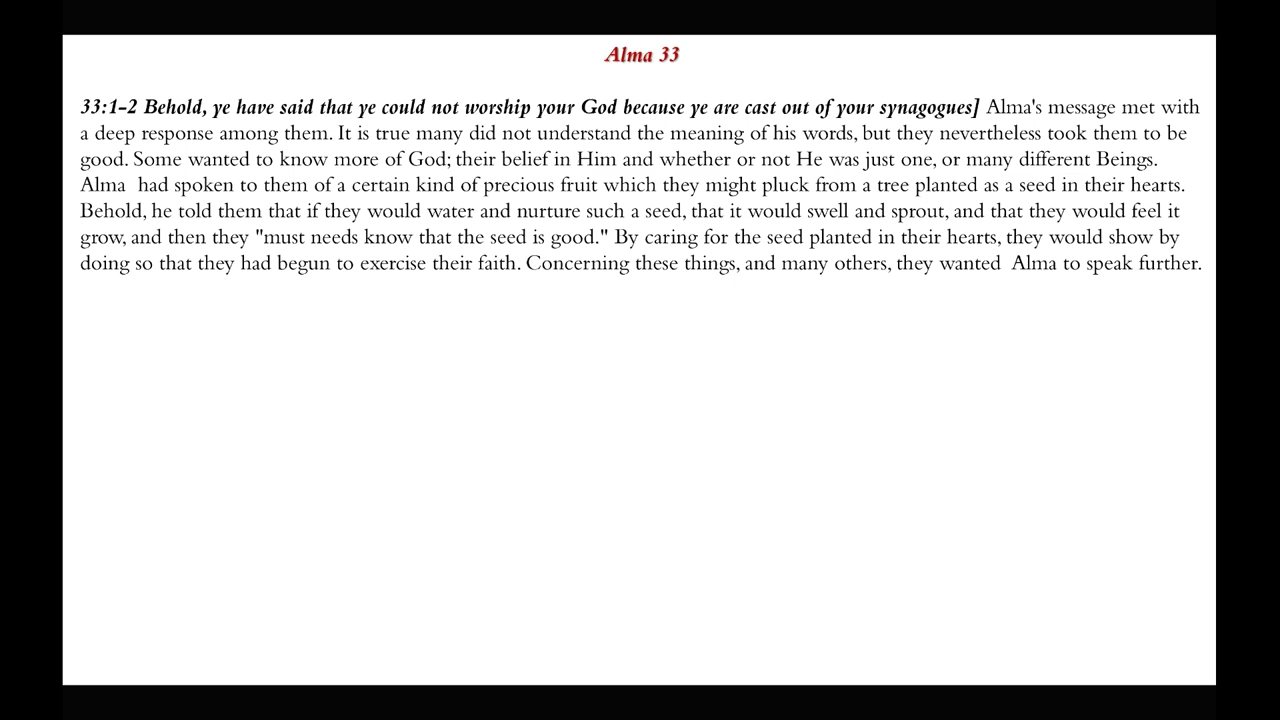 Alma 33
33:1-2 Behold, ye have said that ye could not worship your God because ye are cast out of your synagogues] Alma's message met with
a deep response among them. It is true many did not understand the meaning of his words, but they nevertheless took them to be
good. Some wanted to know more of God; their belief in Him and whether or not He was just one, or many different Beings.
Alma  had spoken to them of a certain kind of precious fruit which they might pluck from a tree planted as a seed in their hearts.
Behold, he told them that if they would water and nurture such a seed, that it would swell and sprout, and that they would feel it
grow, and then they "must needs know that the seed is good." By caring for the seed planted in their hearts, they would show by
doing so that they had begun to exercise their faith. Concerning these things, and many others, they wanted  Alma to speak further.